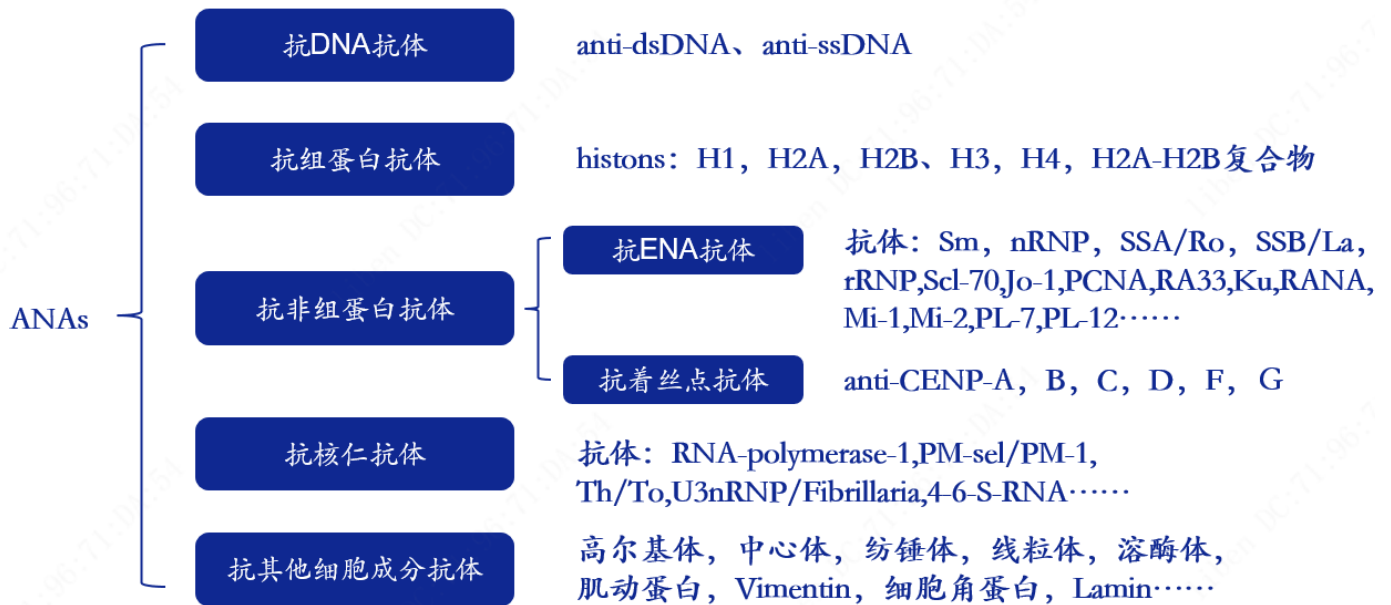 抗DNA抗体
anti-dsDNA、anti-ssDNA
抗组蛋白抗体
histons：H1，H2A，H2B、H3，H4，H2A-H2B复合物
ANAs
抗非组蛋白抗体
抗ENA抗体
抗体：Sm，nRNP，SSA/Ro，SSB/La，
rRNP,Scl-70,Jo-1,PCNA,RA33,Ku,RANA,
Mi-1,Mi-2,PL-7,PL-12……
抗着丝点抗体
anti-CENP-A，B，C，D，F，G
抗核仁抗体
抗体：RNA-polymerase-1,PM-sel/PM-1,
Th/To,U3nRNP/Fibrillaria,4-6-S-RNA……
抗其他细胞成分抗体
高尔基体，中心体，纺锤体，线粒体，溶酶体，
肌动蛋白，Vimentin，细胞角蛋白，Lamin……